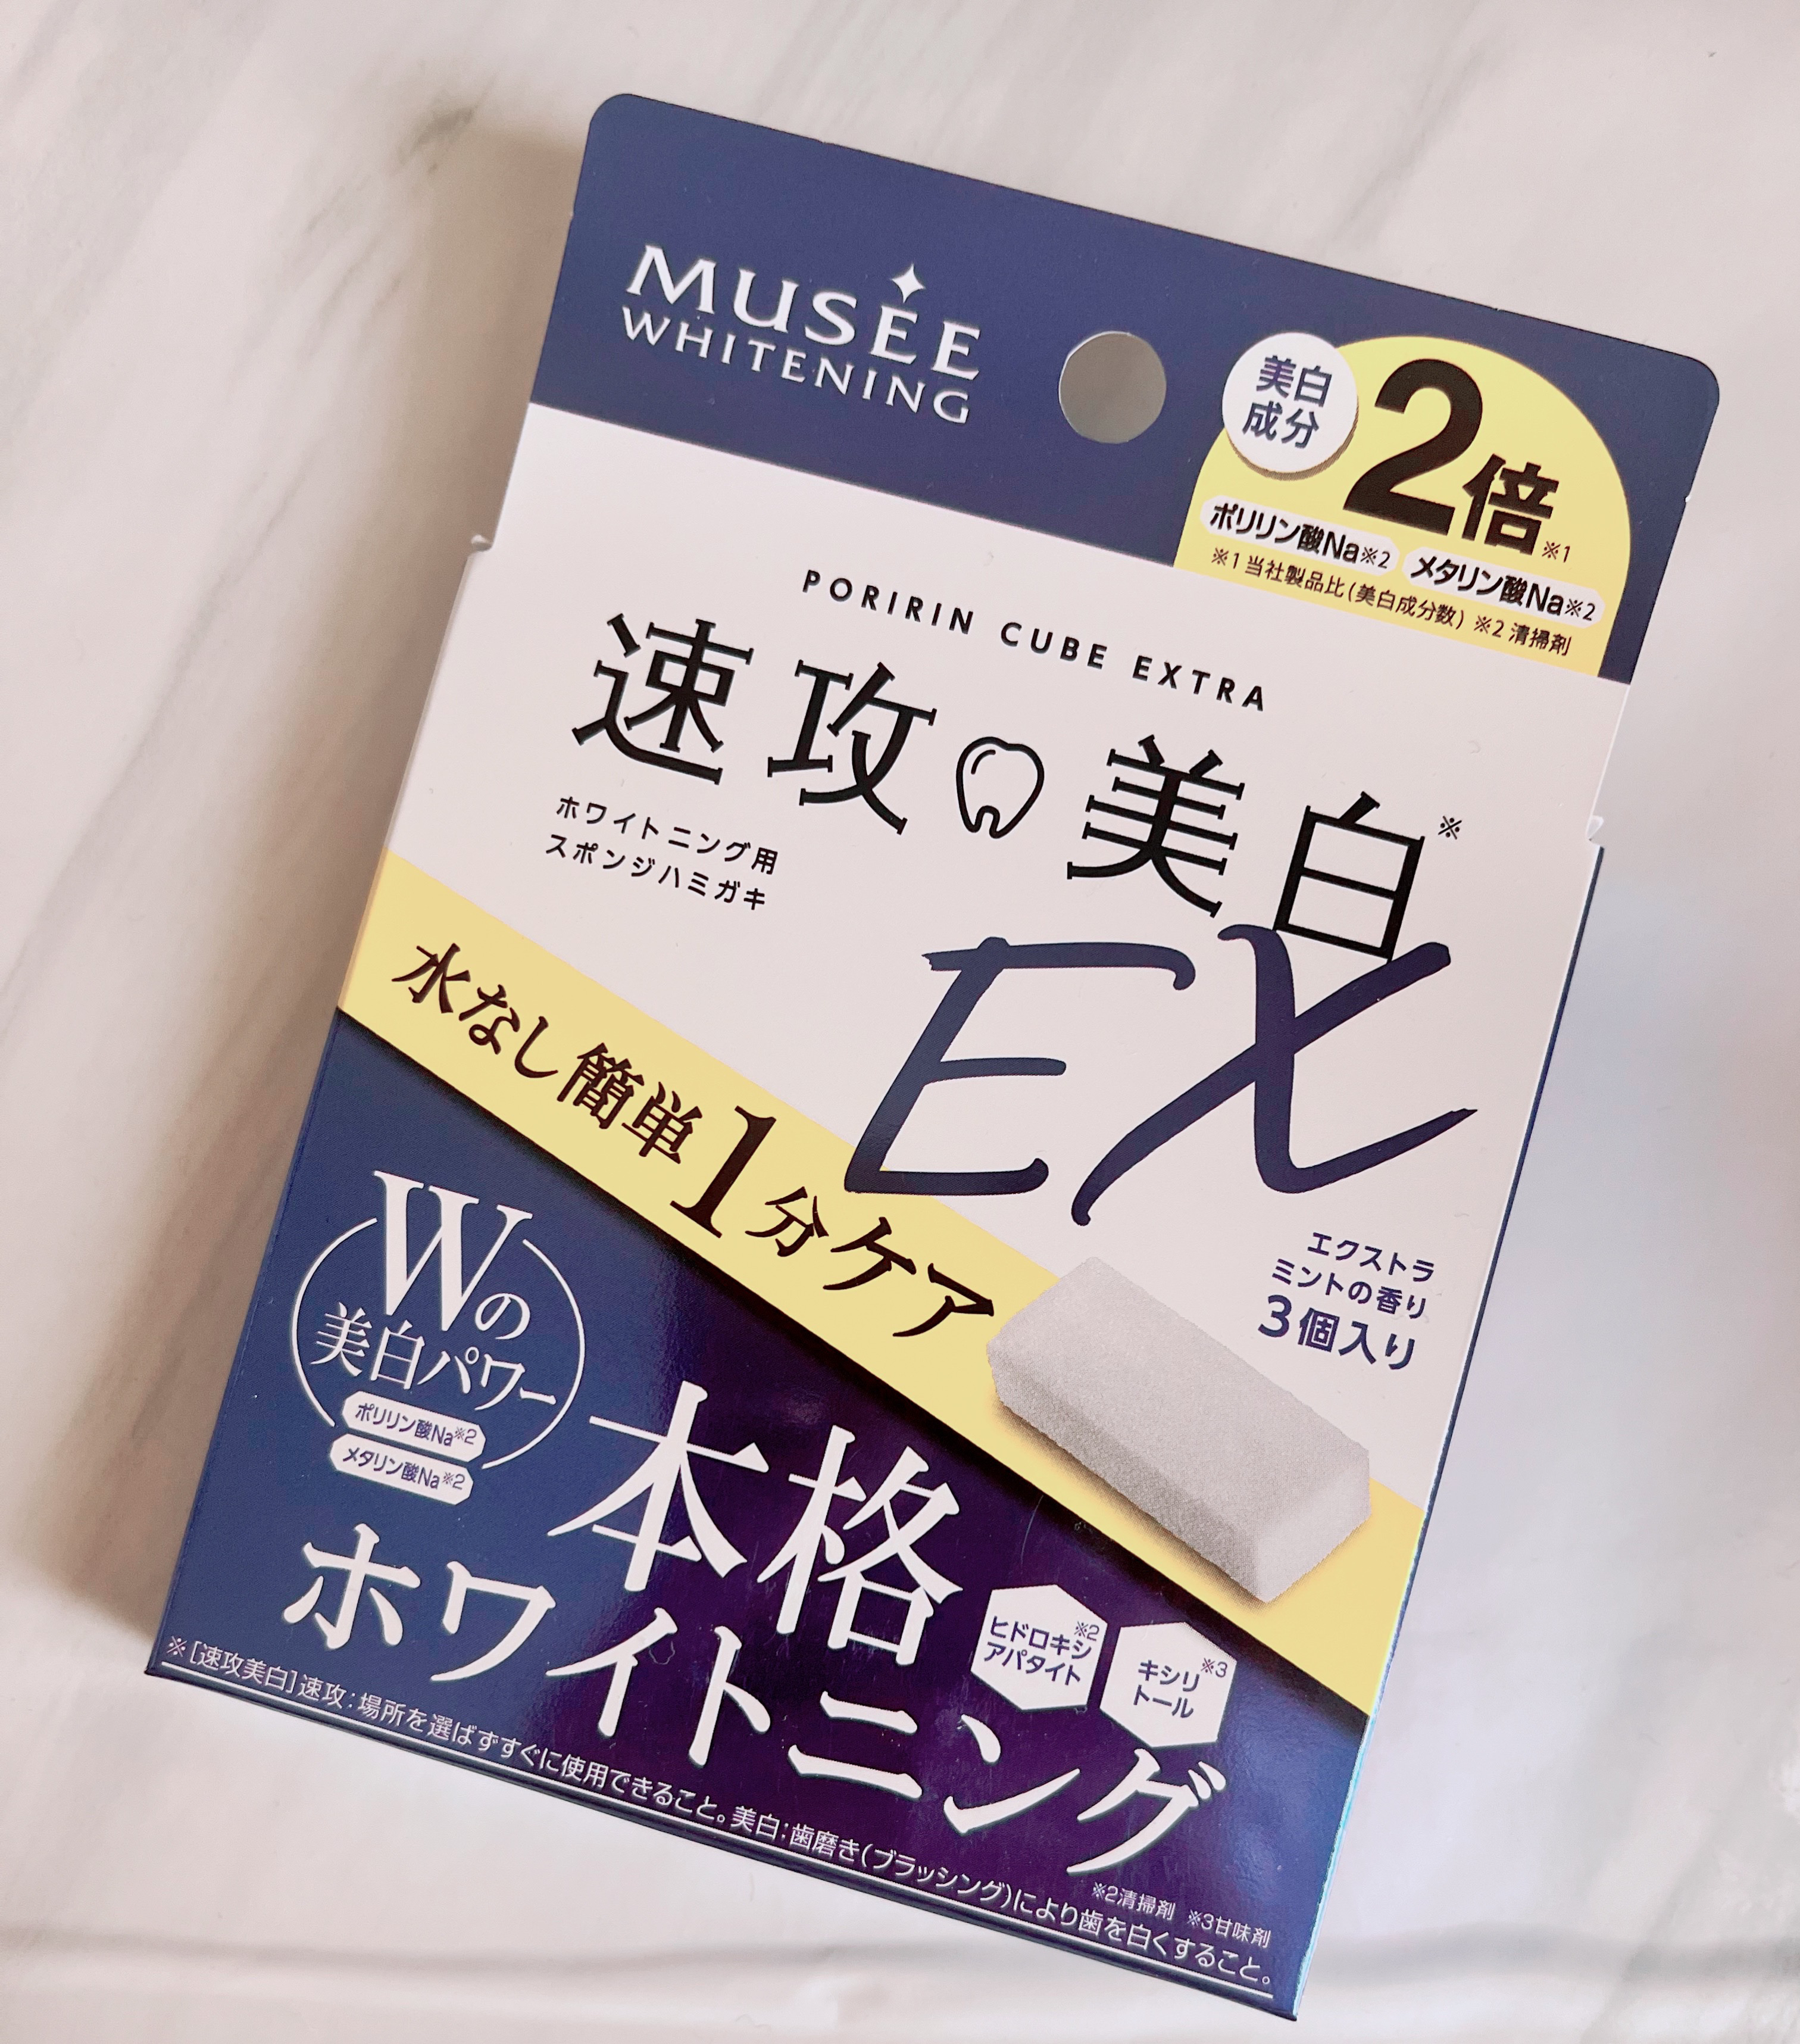 MUSÉE
WHITENING
美白
成分
2倍※1
ポリリン酸Na※2 メタリン酸Na※2
※1 当社製品比(美白成分数) ※2 清掃剤
PORIRIN CUBE EXTRA
速攻美白※
ホワイトニング用
スポンジハミガキ
EX
水なし簡単1分ケア
エクストラ
ミントの香り
3個入り
Wの
美白パワー
ポリリン酸Na※2
メタリン酸Na※2
本格
ホワイトニング
ヒドロキシ※2
アパタイト
キシリ※3
トール
※2清掃剤 ※3甘味剤
※[速攻美白]速攻:場所を選ばずすぐに使用できること。美白:歯磨き(ブラッシング)により歯を白くすること。